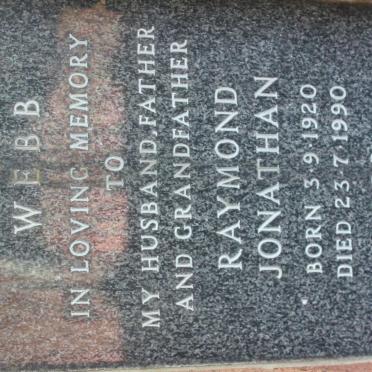 WEBB
IN LOVING MEMORY
TO
MY HUSBAND, FATHER
AND GRANDFATHER
RAYMOND
JONATHAN
BORN 3·9·1920
DIED 23·7·1990